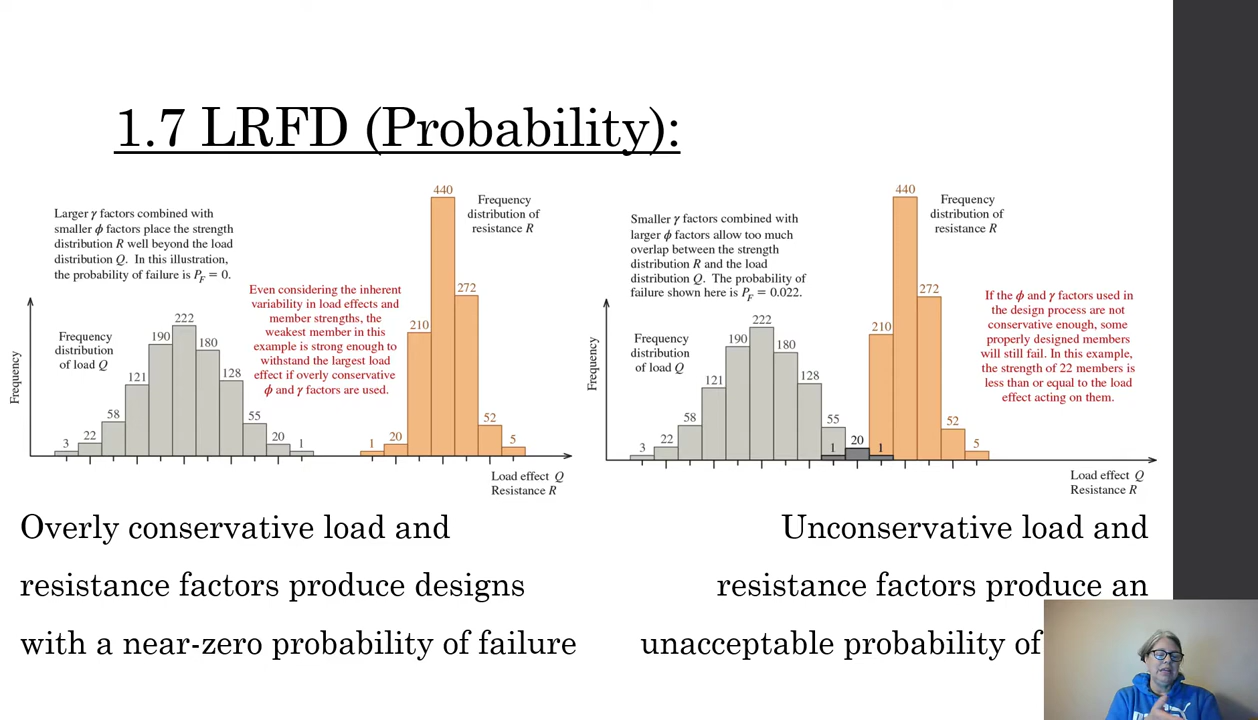 1.7 LRFD (Probability):
Larger γ factors combined with
smaller ϕ factors place the strength
distribution R well beyond the load
distribution Q. In this illustration,
the probability of failure is PF = 0.
Even considering the inherent
variability in load effects and
member strengths, the
weakest member in this
example is strong enough to
withstand the largest load
effect if overly conservative
ϕ and γ factors are used.
Frequency
distribution of
resistance R
Frequency
distribution
of load Q
Frequency
3 22 58 121 190 222 180 128 55 20 1
1 20 210 440 272 52 5
Load effect Q
Resistance R
Smaller γ factors combined with
larger ϕ factors allow too much
overlap between the strength
distribution R and the load
distribution Q. The probability of
failure shown here is PF = 0.022.
Frequency
distribution of
resistance R
If the ϕ and γ factors used in
the design process are not
conservative enough, some
properly designed members
will still fail. In this example,
the strength of 22 members is
less than or equal to the load
effect acting on them.
Frequency
distribution
of load Q
Frequency
3 22 58 121 190 222 180 128 55 1 20 1
210 440 272 52 5
Load effect Q
Resistance R
Overly conservative load and
resistance factors produce designs
with a near-zero probability of failure
Unconservative load and
resistance factors produce an
unacceptable probability of
PUMA